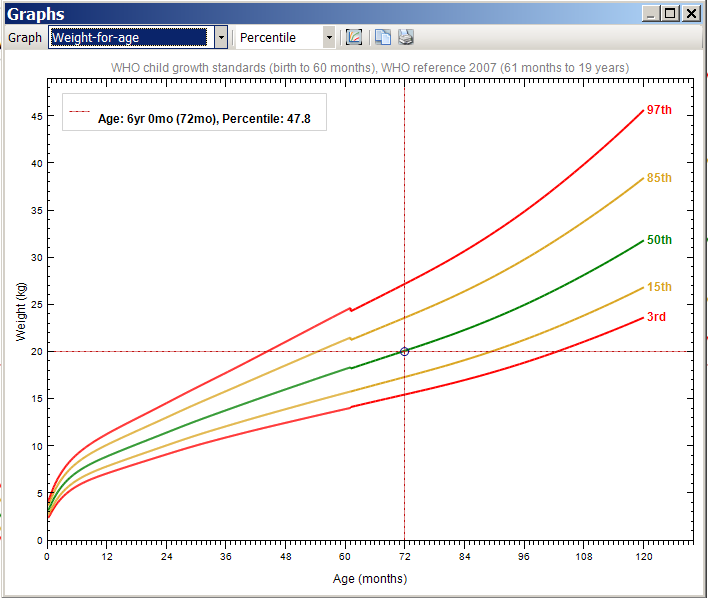 Graphs
Graph Weight-for-age Percentile
WHO child growth standards (birth to 60 months), WHO reference 2007 (61 months to 19 years)
Age: 6yr 0mo (72mo), Percentile: 47.8
97th
85th
50th
15th
3rd
Weight (kg)
45
40
35
30
25
20
15
10
5
0
0 12 24 36 48 60 72 84 96 108 120
Age (months)